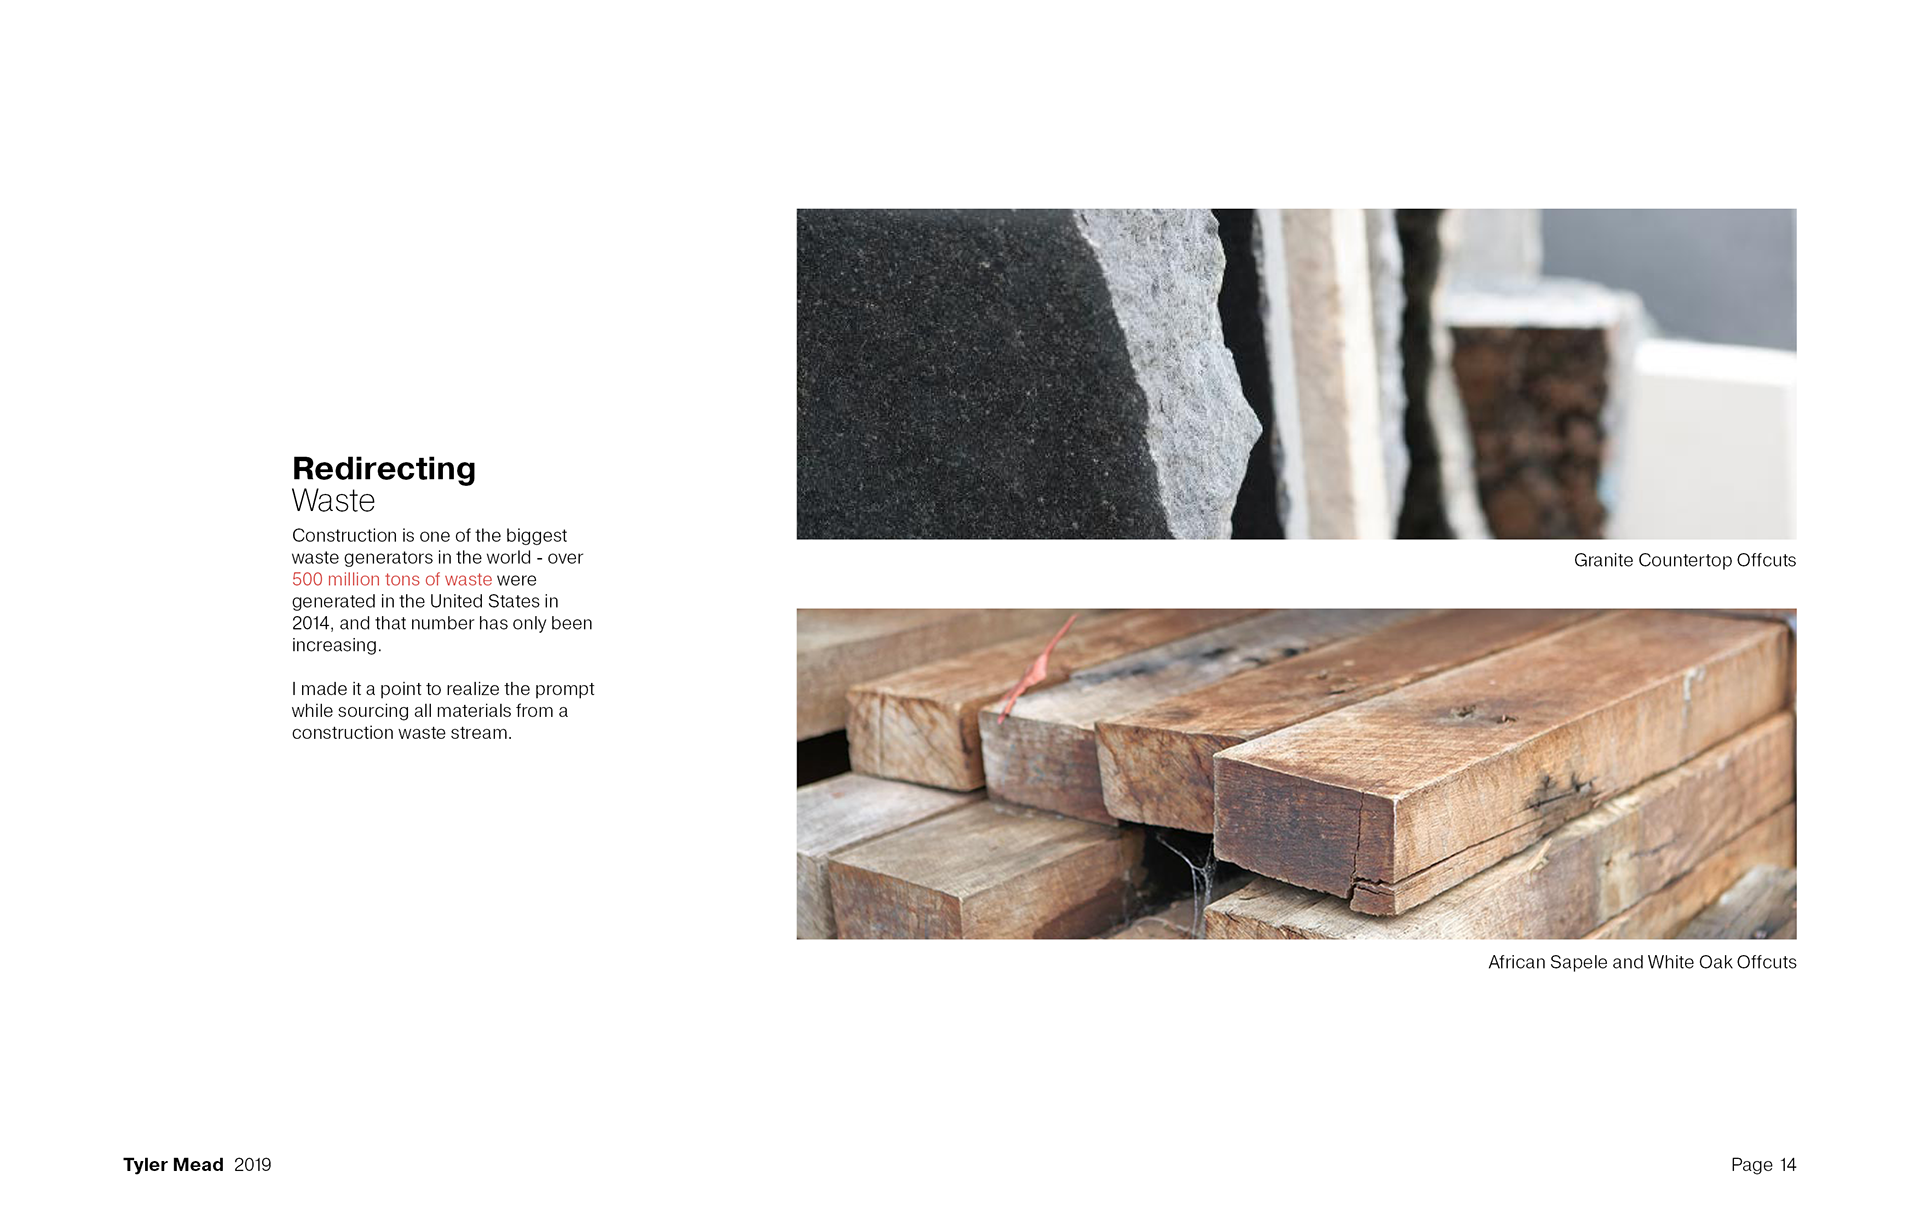 Redirecting
Waste
Construction is one of the biggest
waste generators in the world - over
500 million tons of waste were
generated in the United States in
2014, and that number has only been
increasing.
I made it a point to realize the prompt
while sourcing all materials from a
construction waste stream.
Granite Countertop Offcuts
African Sapele and White Oak Offcuts
Tyler Mead 2019
Page 14